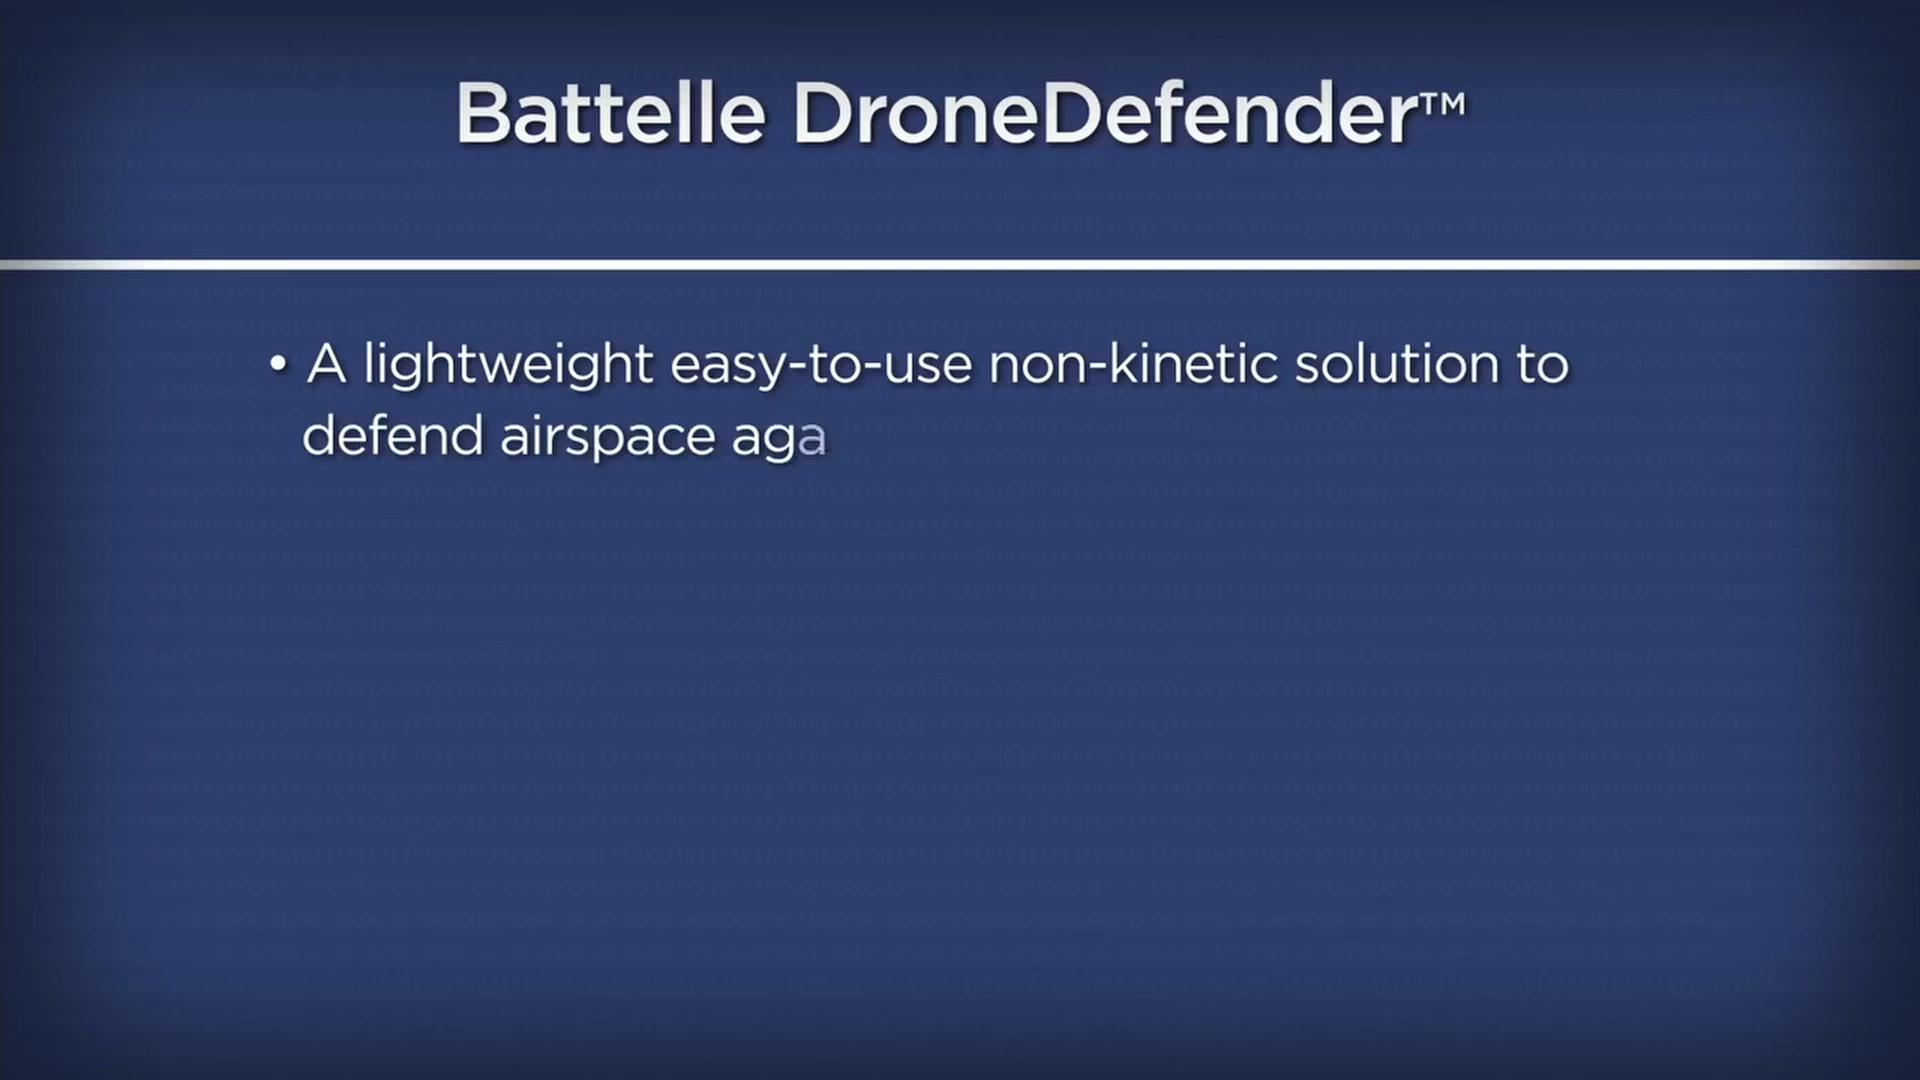 Battelle DroneDefender™
• A lightweight easy-to-use non-kinetic solution to
defend airspace aga